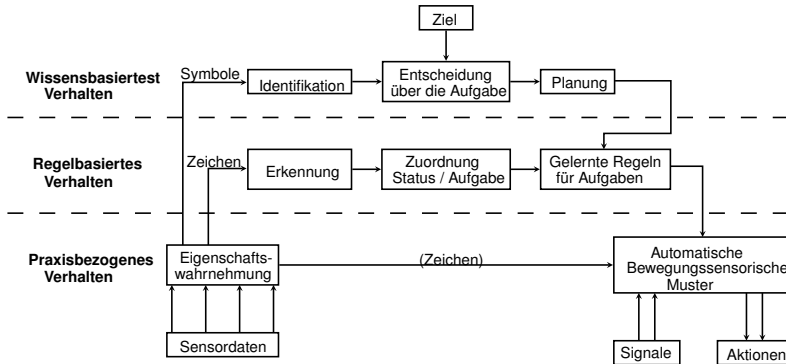 Ziel
Wissensbasiertest
Verhalten
Symbole
Identifikation
Entscheidung
über die Aufgabe
Planung
Regelbasiertes
Verhalten
Zeichen
Erkennung
Zuordnung
Status / Aufgabe
Gelernte Regeln
für Aufgaben
Praxisbezogenes
Verhalten
Eigenschafts-
wahrnehmung
(Zeichen)
Automatische
Bewegungssensorische
Muster
Sensordaten
Signale
Aktionen